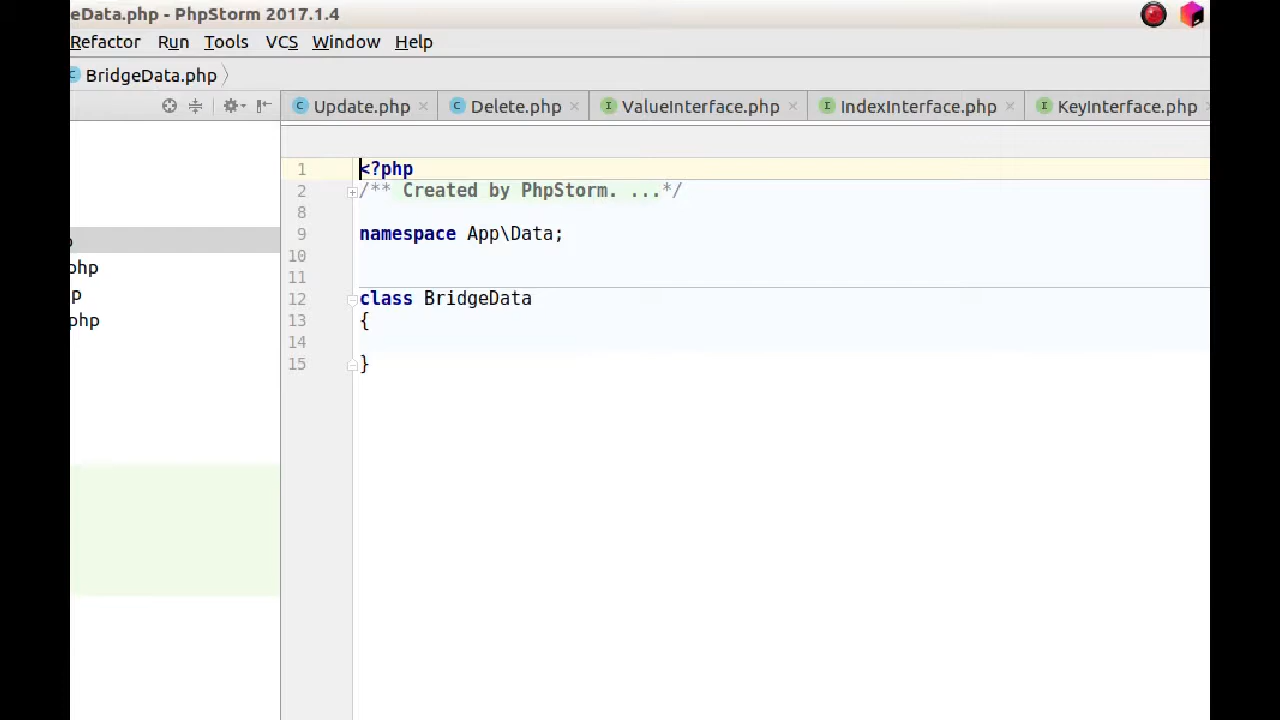 eData.php - PhpStorm 2017.1.4
Refactor Run Tools VCS Window Help
BridgeData.php
Update.php Delete.php ValueInterface.php IndexInterface.php KeyInterface.php
php
p
php
1 <?php
2 /** Created by PhpStorm. ...*/
8
9 namespace App\Data;
10
11
12 class BridgeData
13 {
14
15 }